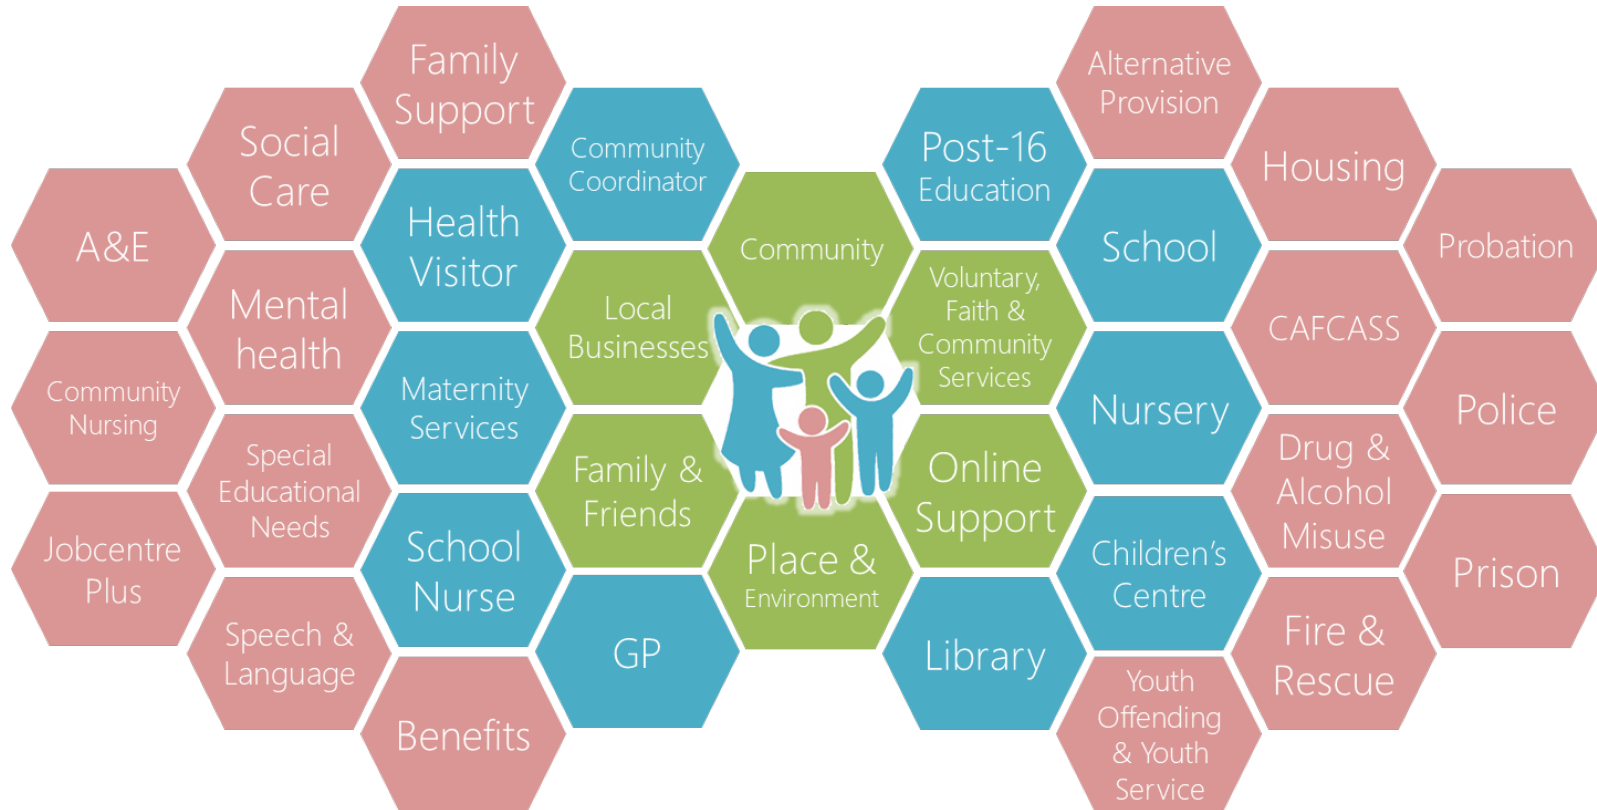 Family
Support
Alternative
Provision
Social
Care
Community
Coordinator
Post-16
Education
Housing
A&E
Health
Visitor
Community
School
Probation
Mental
health
Local
Businesses
Voluntary,
Faith &
Community
Services
CAFCASS
Community
Nursing
Maternity
Services
Nursery
Police
Special
Educational
Needs
Family &
Friends
Online
Support
Drug &
Alcohol
Misuse
Jobcentre
Plus
School
Nurse
Place &
Environment
Children's
Centre
Prison
Speech &
Language
GP
Library
Fire &
Rescue
Benefits
Youth
Offending
& Youth
Service